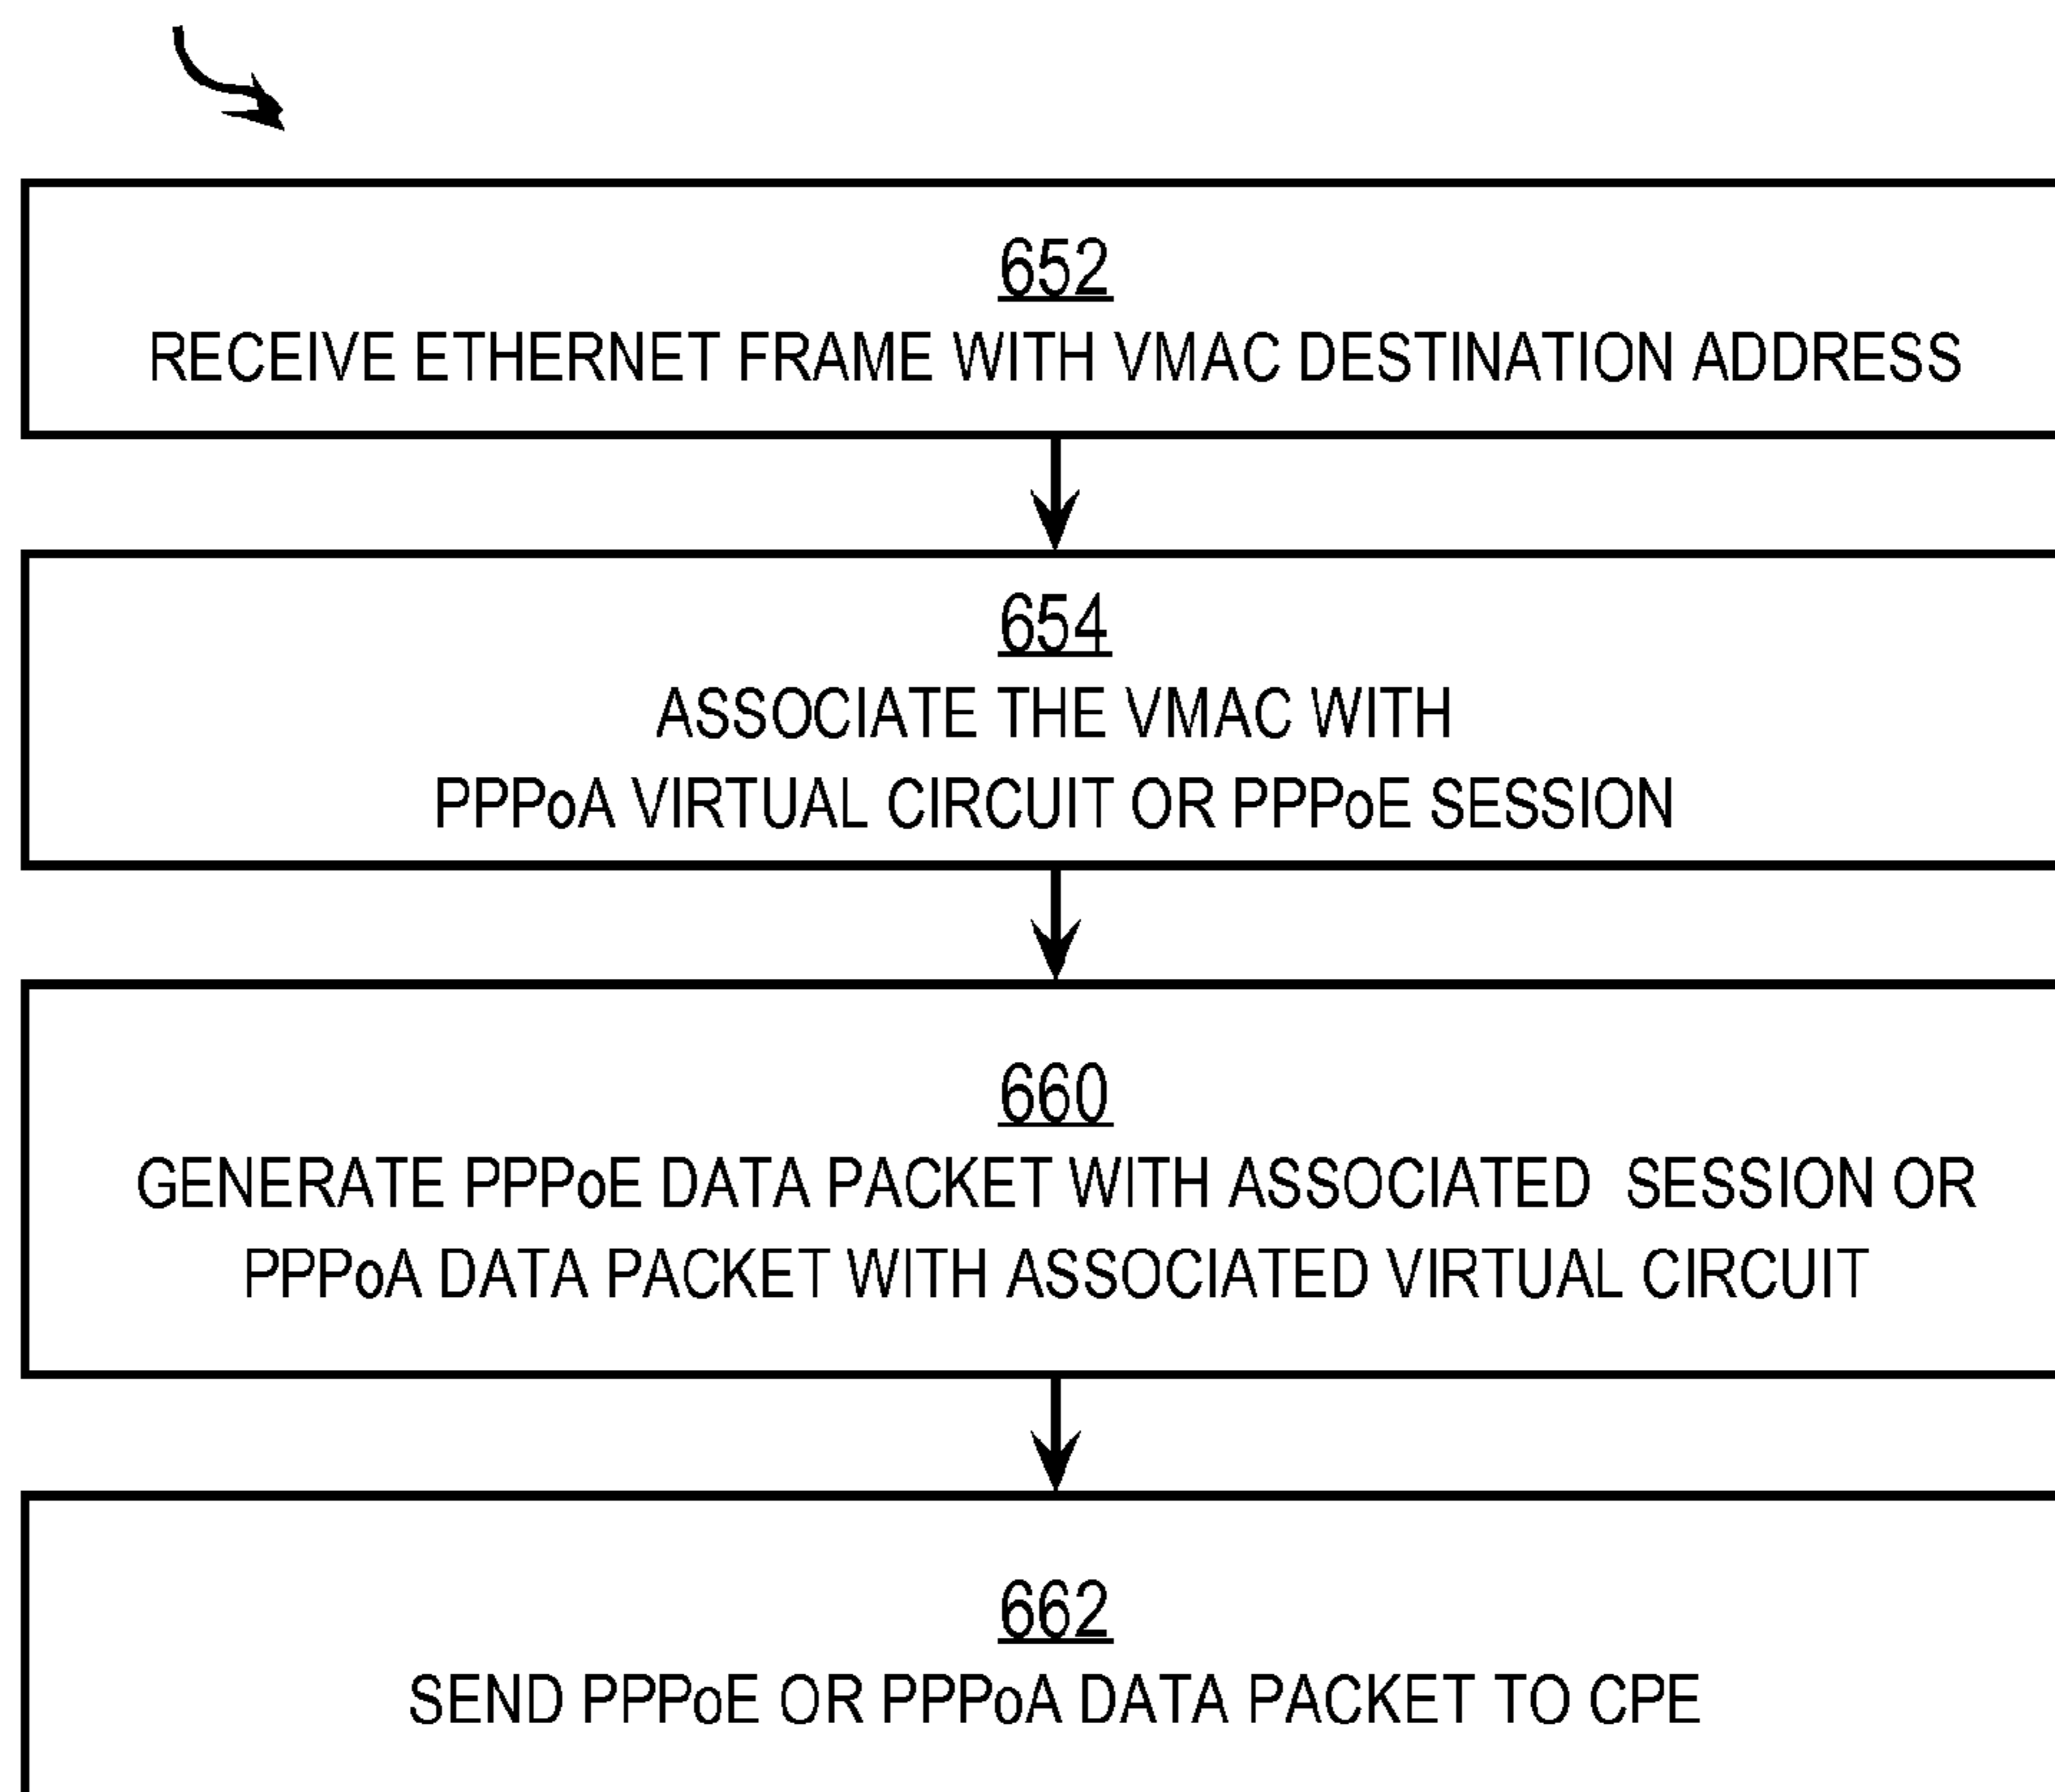 652
RECEIVE ETHERNET FRAME WITH VMAC DESTINATION ADDRESS
654
ASSOCIATE THE VMAC WITH
PPPoA VIRTUAL CIRCUIT OR PPPoE SESSION
660
GENERATE PPPoE DATA PACKET WITH ASSOCIATED SESSION OR
PPPoA DATA PACKET WITH ASSOCIATED VIRTUAL CIRCUIT
662
SEND PPPoE OR PPPoA DATA PACKET TO CPE